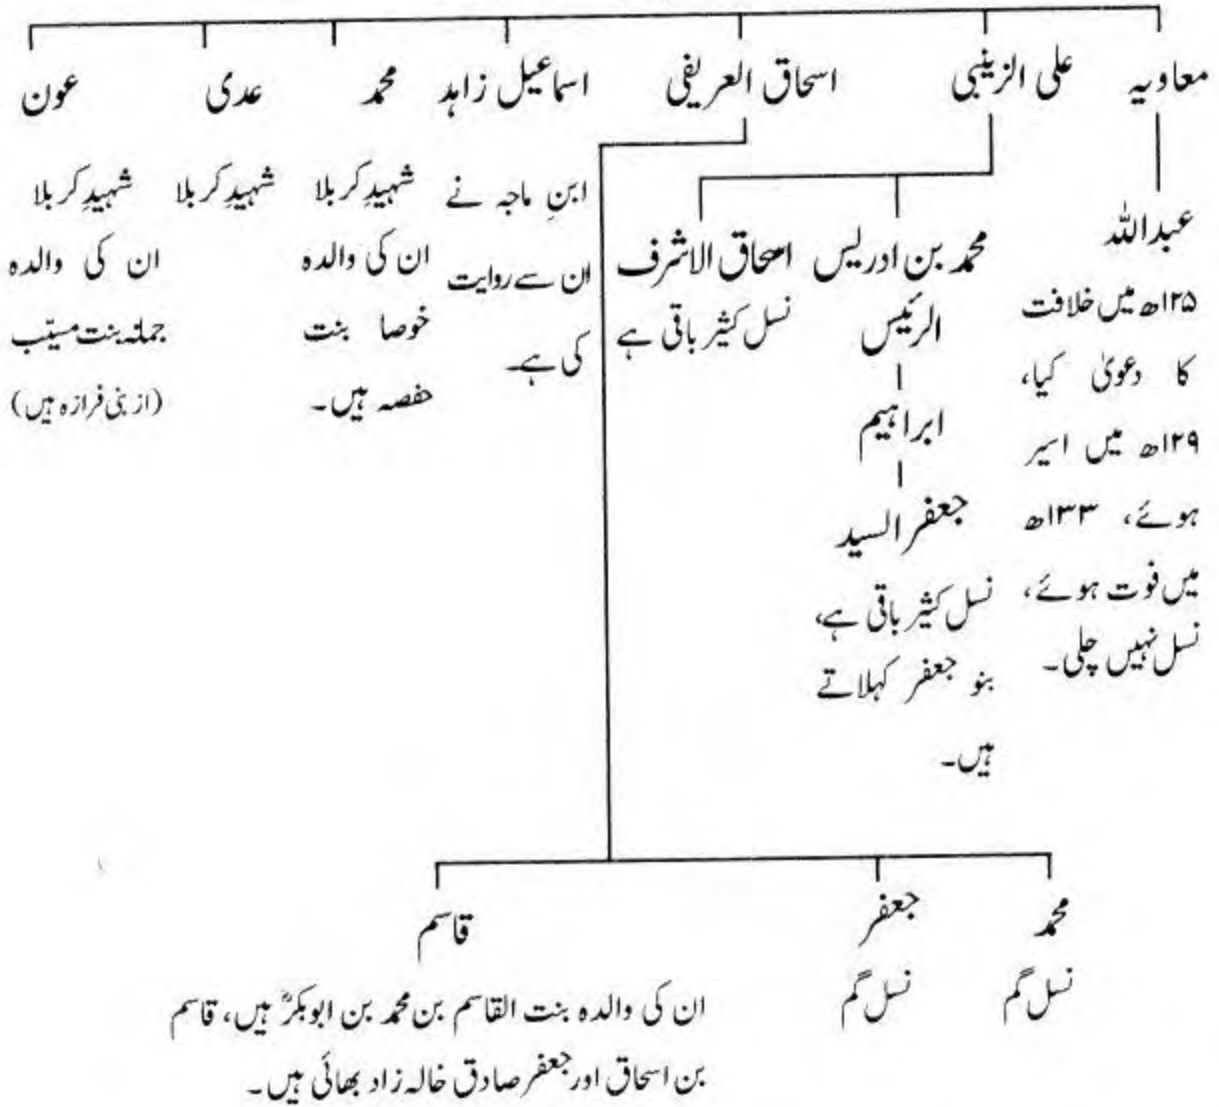 معاویہ
علی الزینبی
اسحاق العریفی
اسماعیل زاہد
محمد
عدی
عون
عبداللہ
۱۲۵ھ میں خلافت
کا دعویٰ کیا،
۱۲۹ھ میں اسیر
ہوئے، ۱۳۳ھ
میں فوت ہوئے،
نسل نہیں چلی۔
محمد بن ادریس
الرئیس
ابراہیم
جعفر السید
نسل کثیر باقی ہے،
بنو جعفر کہلاتے
ہیں۔
اسحاق الاشرف
نسل کثیر باقی ہے
ابنِ ماجہ نے
ان سے روایت
کی ہے۔
شہیدِ کربلا
ان کی والدہ
خوصا بنت
حفصہ ہیں۔
شہیدِ کربلا
شہیدِ کربلا
ان کی والدہ
جمانہ بنت مسیّب
(از بنی فرازہ ہیں)
محمد
نسل گم
جعفر
نسل گم
قاسم
ان کی والدہ بنت القاسم بن محمد بن ابوبکرؓ ہیں، قاسم
بن اسحاق اور جعفر صادق خالہ زاد بھائی ہیں۔